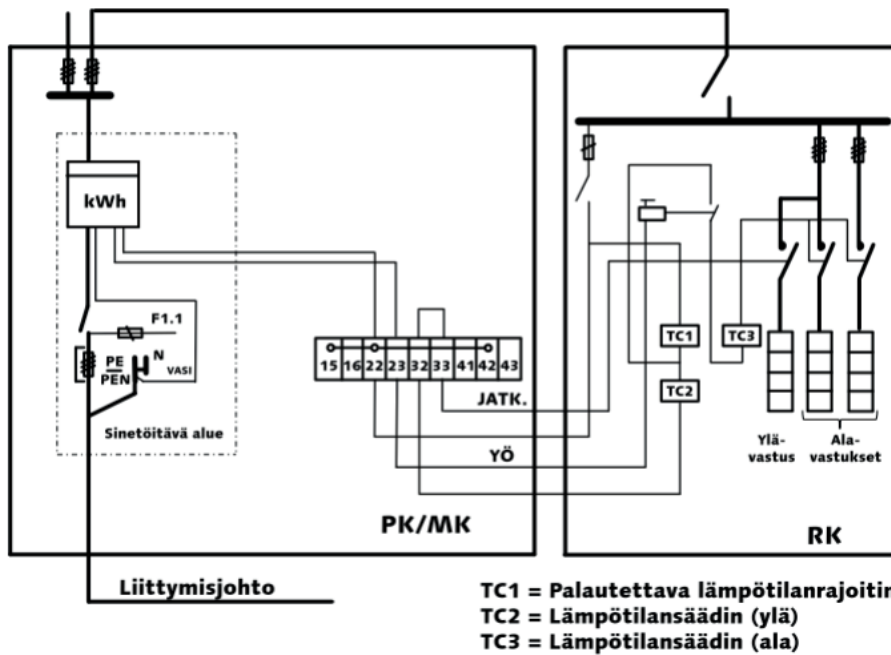 kWh
F1.1
PE
PEN
N
VASI
Sinetöitävä alue
15 16 22 23 32 33 41 42 43
JATK.
YÖ
PK/MK
TC1
TC3
TC2
Ylä-
vastus
Ala-
vastukset
RK
Liittymisjohto
TC1 = Palautettava lämpötilanrajoitin
TC2 = Lämpötilansäädin (ylä)
TC3 = Lämpötilansäädin (ala)